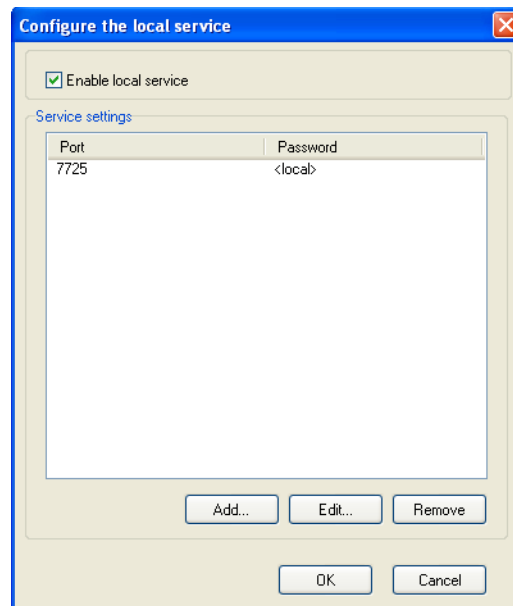 Configure the local service
Enable local service
Service settings
Port Password
7725 <local>
Add... Edit... Remove
OK Cancel